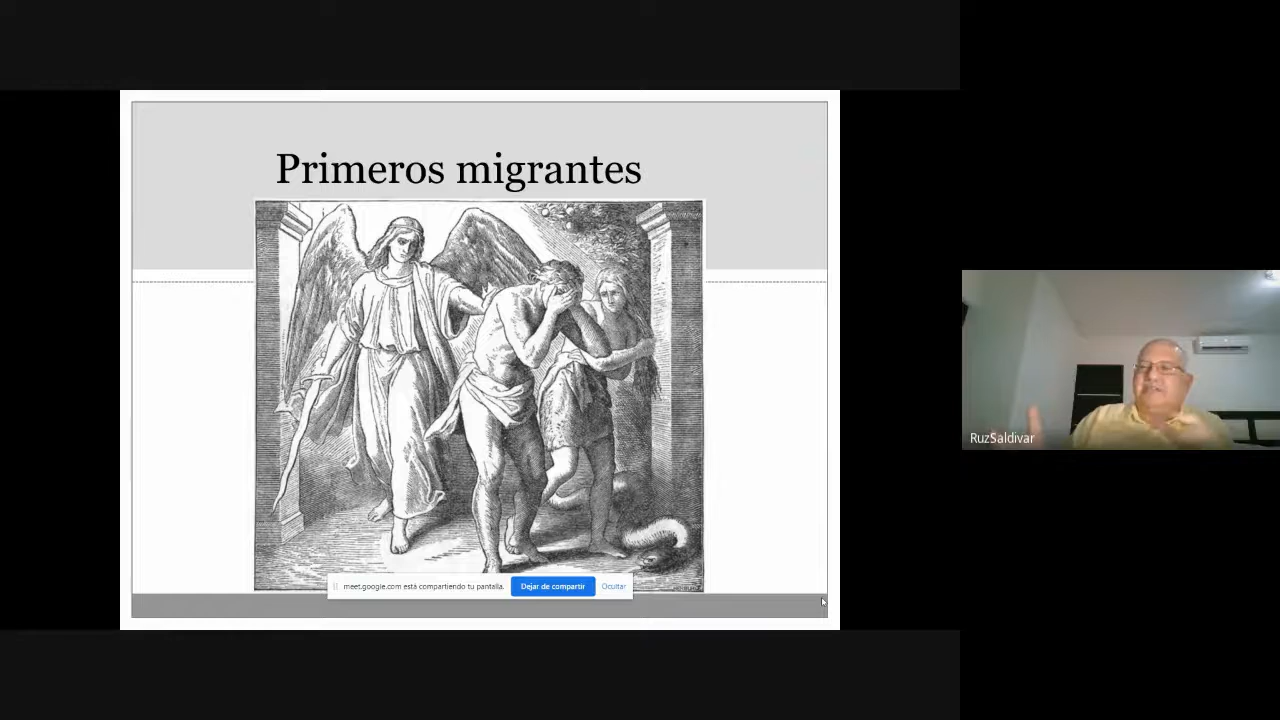 Primeros migrantes
meet.google.com está compartiendo tu pantalla. Dejar de compartir Ocultar
RuzSaldivar